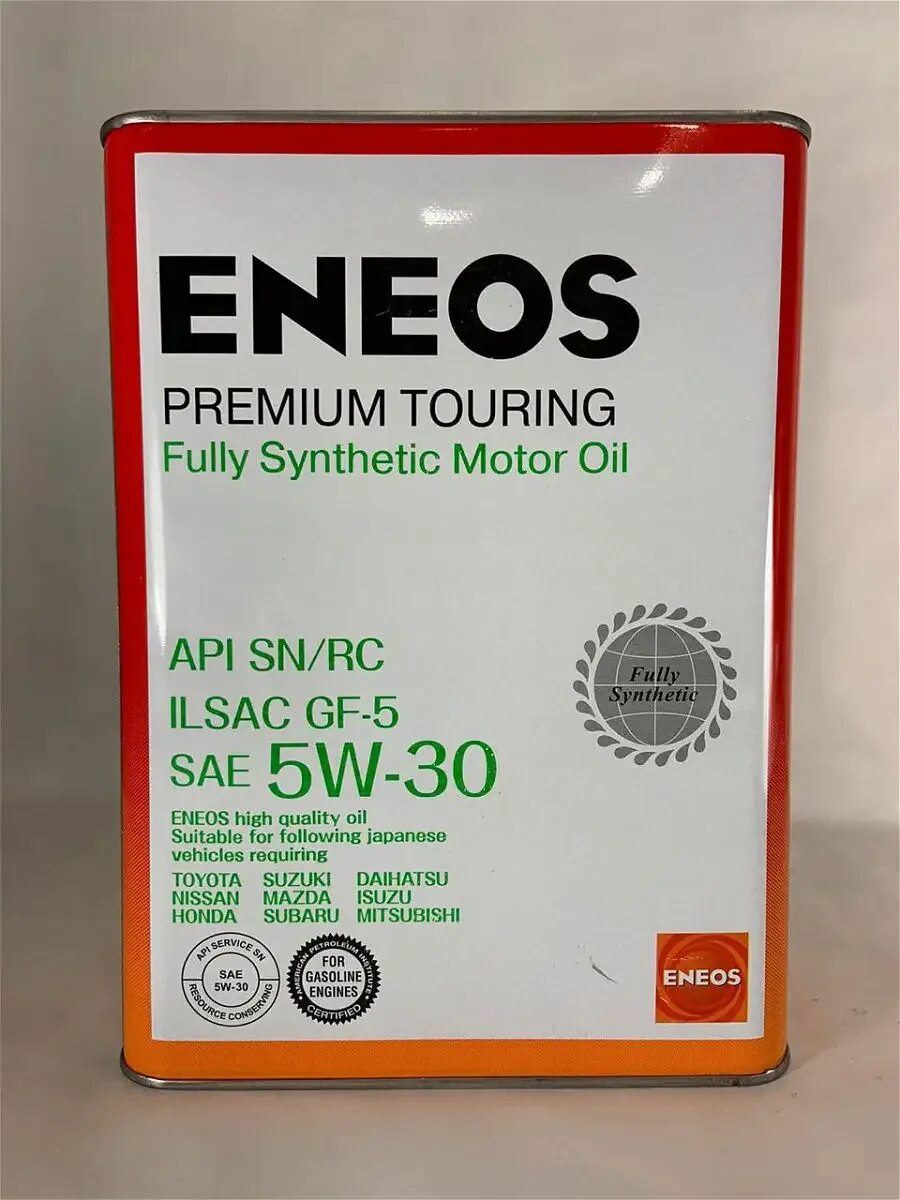 ENEOS
PREMIUM TOURING
Fully Synthetic Motor Oil
API SN/RC
ILSAC GF-5
SAE 5W-30
Fully
Synthetic
ENEOS high quality oil
Suitable for following japanese
vehicles requiring
TOYOTA SUZUKI DAIHATSU
NISSAN MAZDA ISUZU
HONDA SUBARU MITSUBISHI
API SERVICE SN
SAE
5W-30
RESOURCE CONSERVING
AMERICAN PETROLEUM INSTITUTE
FOR
GASOLINE
ENGINES
CERTIFIED
ENEOS